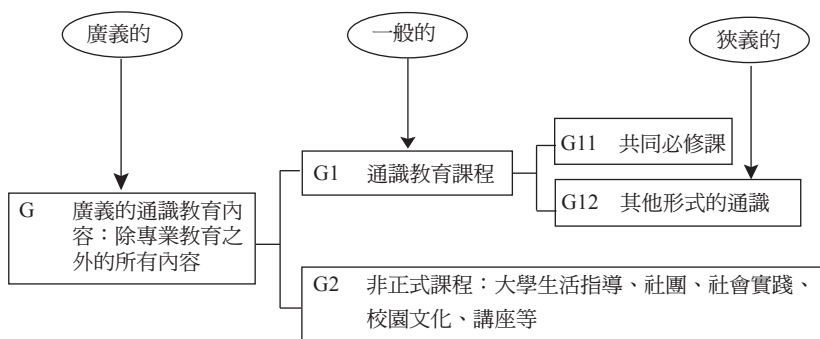 廣義的
一般的
狹義的
G11 共同必修課
G1 通識教育課程
G12 其他形式的通識
G 廣義的通識教育內
容：除專業教育之
外的所有內容
G2 非正式課程：大學生活指導、社團、社會實踐、
校園文化、講座等